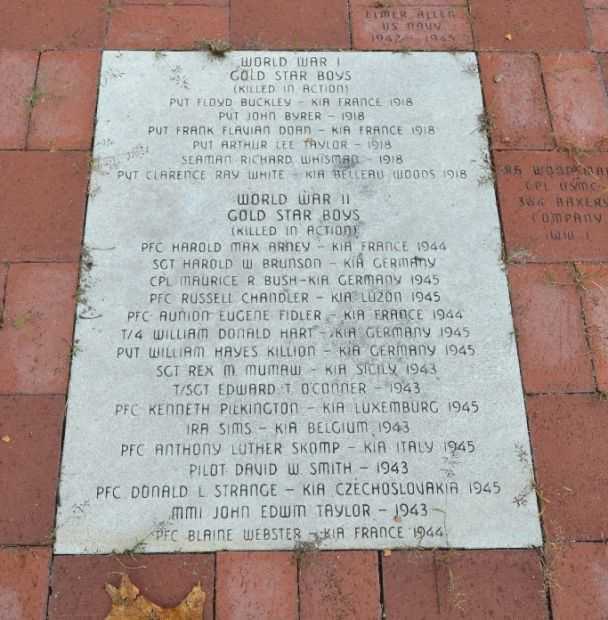 ELMER ALLEN
US NAVY
1942 - 1945
WORLD WAR I
GOLD STAR BOYS
(KILLED IN ACTION)
PVT FLOYD BUCKLEY - KIA FRANCE 1918
PVT JOHN BYRER - 1918
PVT FRANK FLAVIAN DOAN - KIA FRANCE 1918
PVT ARTHUR LEE TAYLOR - 1918
SEAMAN RICHARD WHISMAN - 1918
PVT CLARENCE RAY WHITE - KIA BELLEAU WOODS 1918
WORLD WAR II
GOLD STAR BOYS
(KILLED IN ACTION)
PFC HAROLD MAX ARNEY - KIA FRANCE 1944
SGT HAROLD W BRUNSON - KIA GERMANY
CPL MAURICE R BUSH-KIA GERMANY 1945
PFC RUSSELL CHANDLER - KIA LUZON 1945
PFC AUNION EUGENE FIDLER - KIA FRANCE 1944
T/4 WILLIAM DONALD HART - KIA GERMANY 1945
PVT WILLIAM HAYES KILLION - KIA GERMANY 1945
SGT REX M MUMAW - KIA SICILY 1943
T/SGT EDWARD T O'CONNER - 1943
PFC KENNETH PILKINGTON - KIA LUXEMBURG 1945
IRA SIMS - KIA BELGIUM 1943
PFC ANTHONY LUTHER SKOMP - KIA ITALY 1945
PILOT DAVID W SMITH - 1943
PFC DONALD L STRANGE - KIA CZECHOSLOVAKIA 1945
MMI JOHN EDWIN TAYLOR - 1943
PFC BLAINE WEBSTER - KIA FRANCE 1944
CPL USMC
COMPANY
WW I